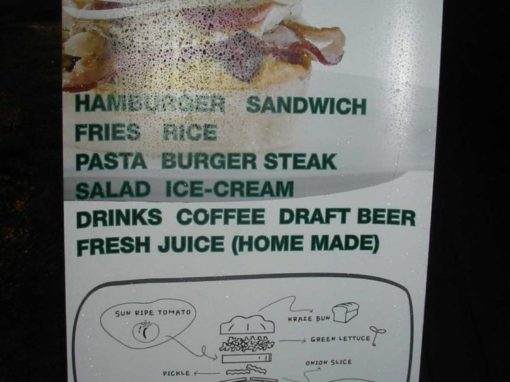 HAMBURGER SANDWICH
FRIES RICE
PASTA BURGER STEAK
SALAD ICE-CREAM
DRINKS COFFEE DRAFT BEER
FRESH JUICE (HOME MADE)
SUN RIPE TOMATO
KRAZE BUN
GREEN LETTUCE
ONION SLICE
PICKLE